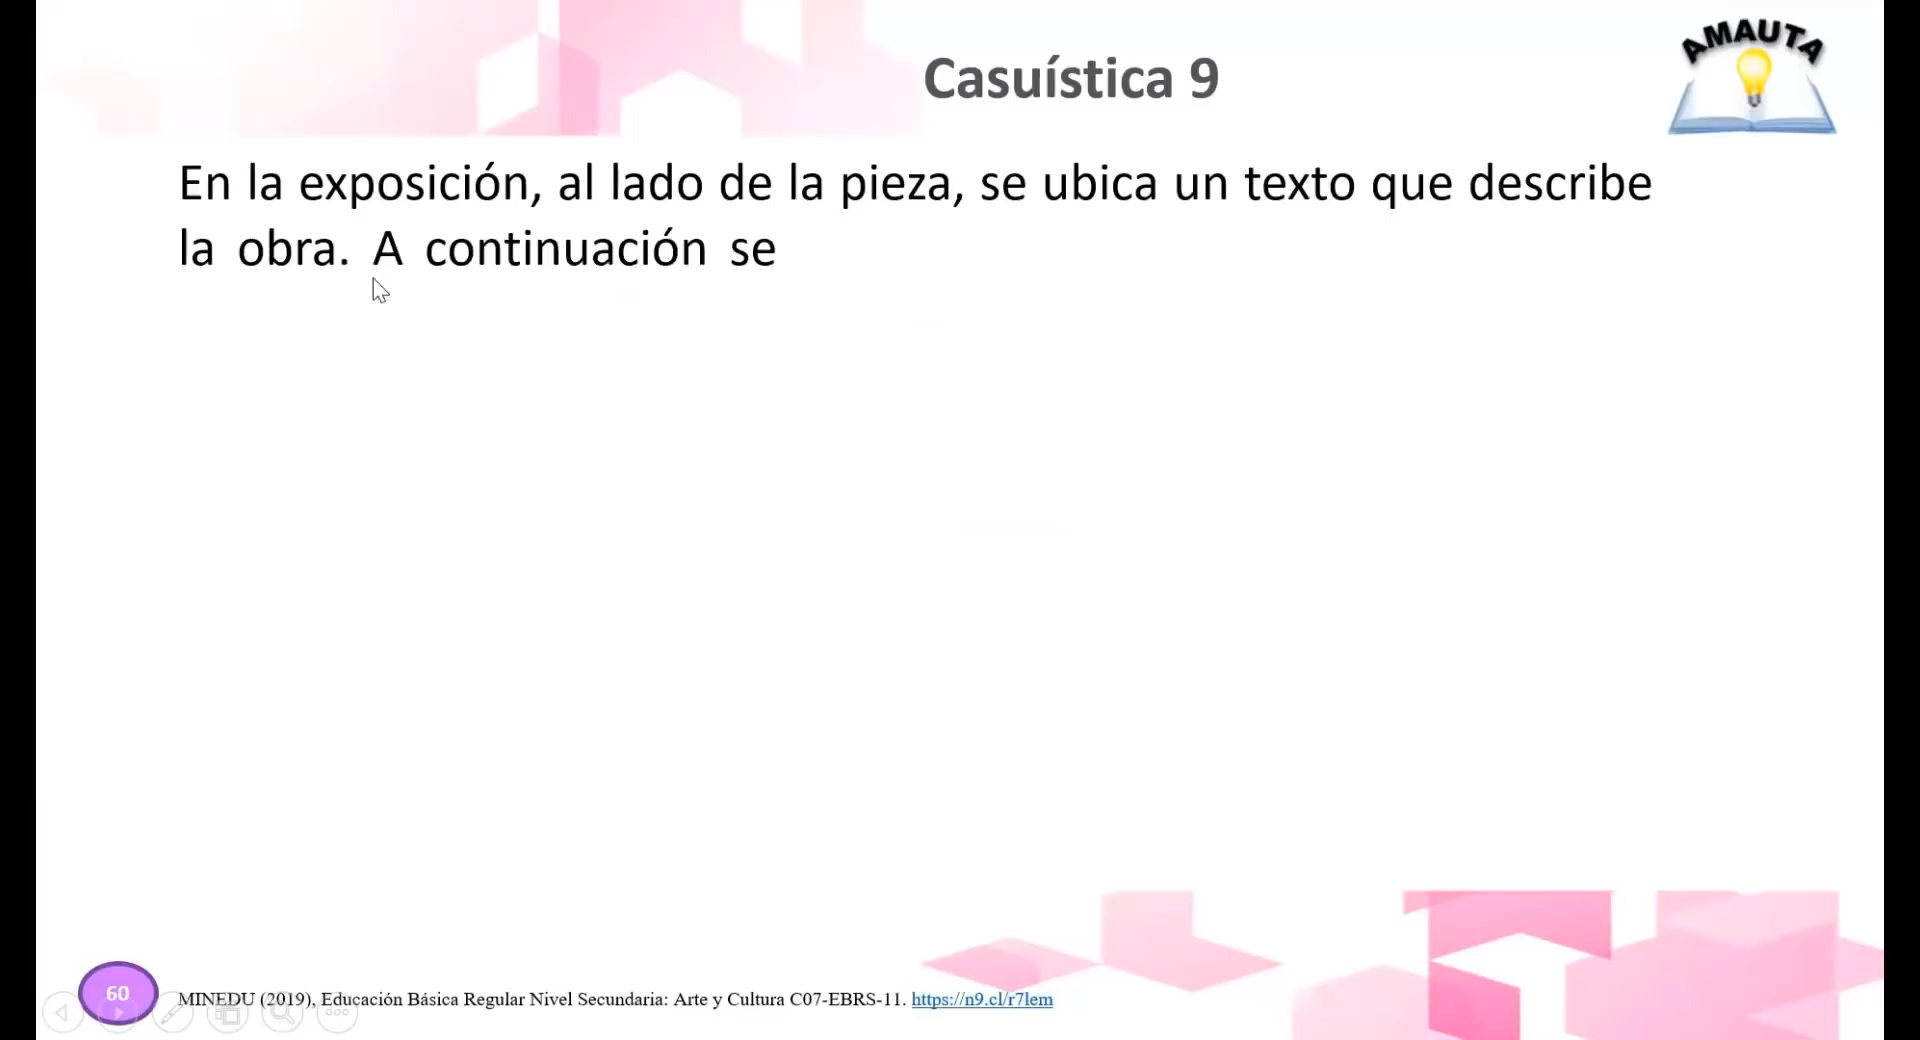 AMAUTA
Casuística 9
En la exposición, al lado de la pieza, se ubica un texto que describe
la obra. A continuación se
60
MINEDU (2019), Educación Básica Regular Nivel Secundaria: Arte y Cultura C07-EBRS-11. https://n9.cl/r7lem